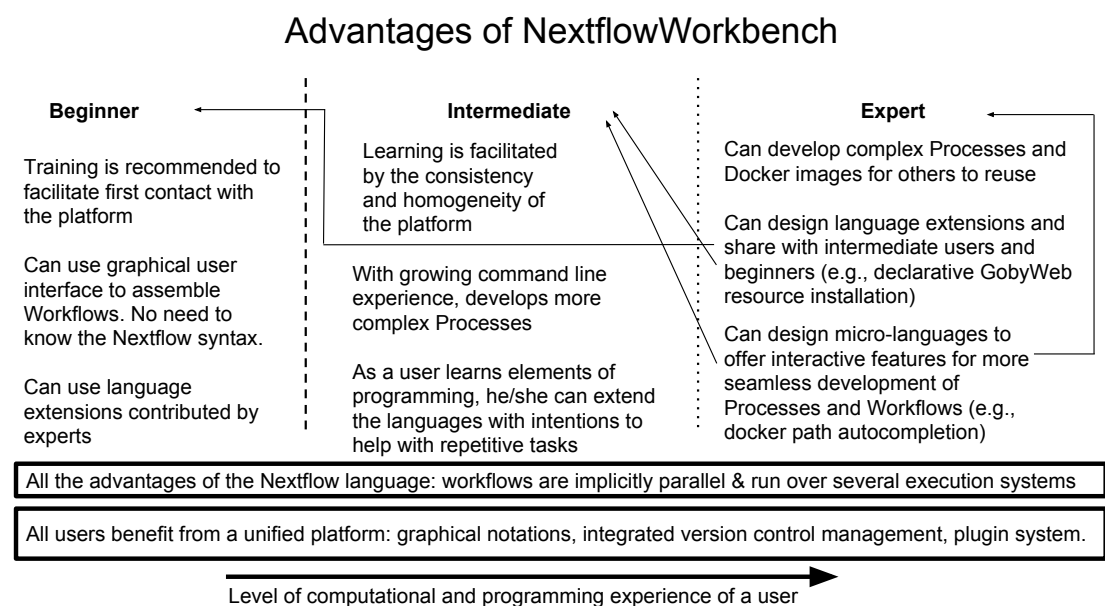 Advantages of NextflowWorkbench
Beginner
Training is recommended to
facilitate first contact with
the platform
Can use graphical user
interface to assemble
Workflows. No need to
know the Nextflow syntax.
Can use language
extensions contributed by
experts
Intermediate
Learning is facilitated
by the consistency
and homogeneity of
the platform
With growing command line
experience, develops more
complex Processes
As a user learns elements of
programming, he/she can extend
the languages with intentions to
help with repetitive tasks
Expert
Can develop complex Processes and
Docker images for others to reuse
Can design language extensions and
share with intermediate users and
beginners (e.g., declarative GobyWeb
resource installation)
Can design micro-languages to
offer interactive features for more
seamless development of
Processes and Workflows (e.g.,
docker path autocompletion)
All the advantages of the Nextflow language: workflows are implicitly parallel & run over several execution systems
All users benefit from a unified platform: graphical notations, integrated version control management, plugin system.
Level of computational and programming experience of a user